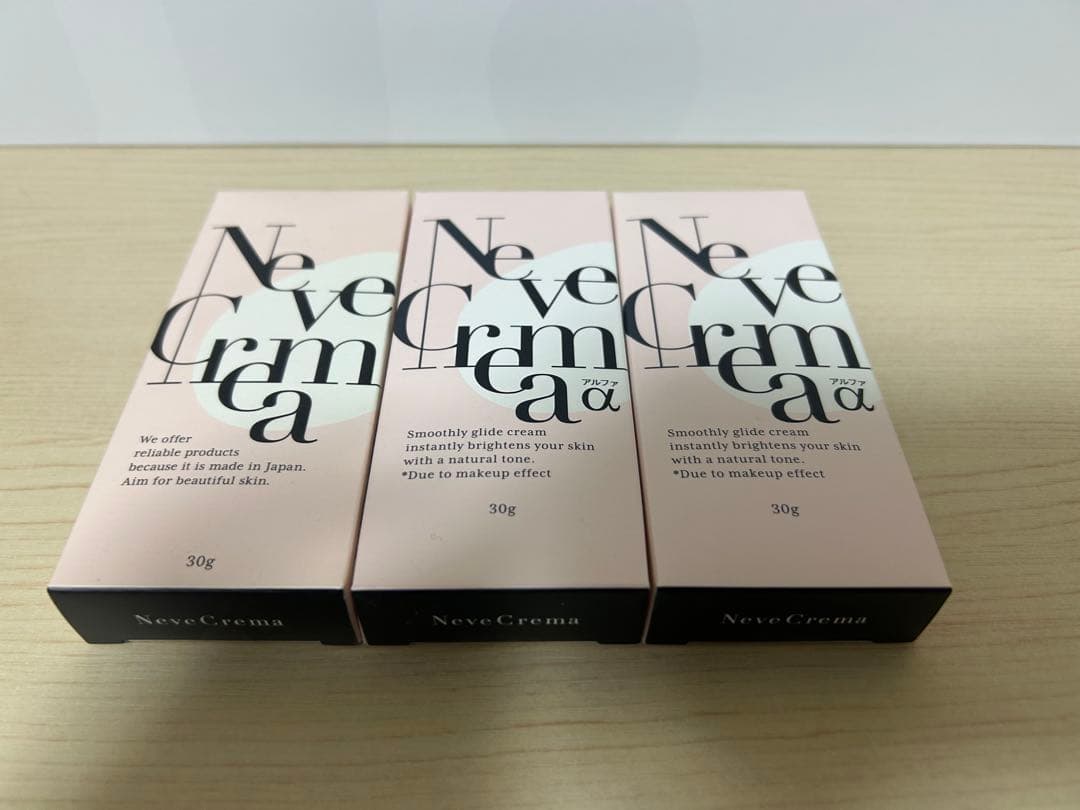 Neve
Crema
We offer
reliable products
because it is made in Japan.
Aim for beautiful skin.
30g
NeveCrema
Neve
Crema
アルファ
α
Smoothly glide cream
instantly brightens your skin
with a natural tone.
*Due to makeup effect
30g
NeveCrema
Neve
Crema
アルファ
α
Smoothly glide cream
instantly brightens your skin
with a natural tone.
*Due to makeup effect
30g
NeveCrema